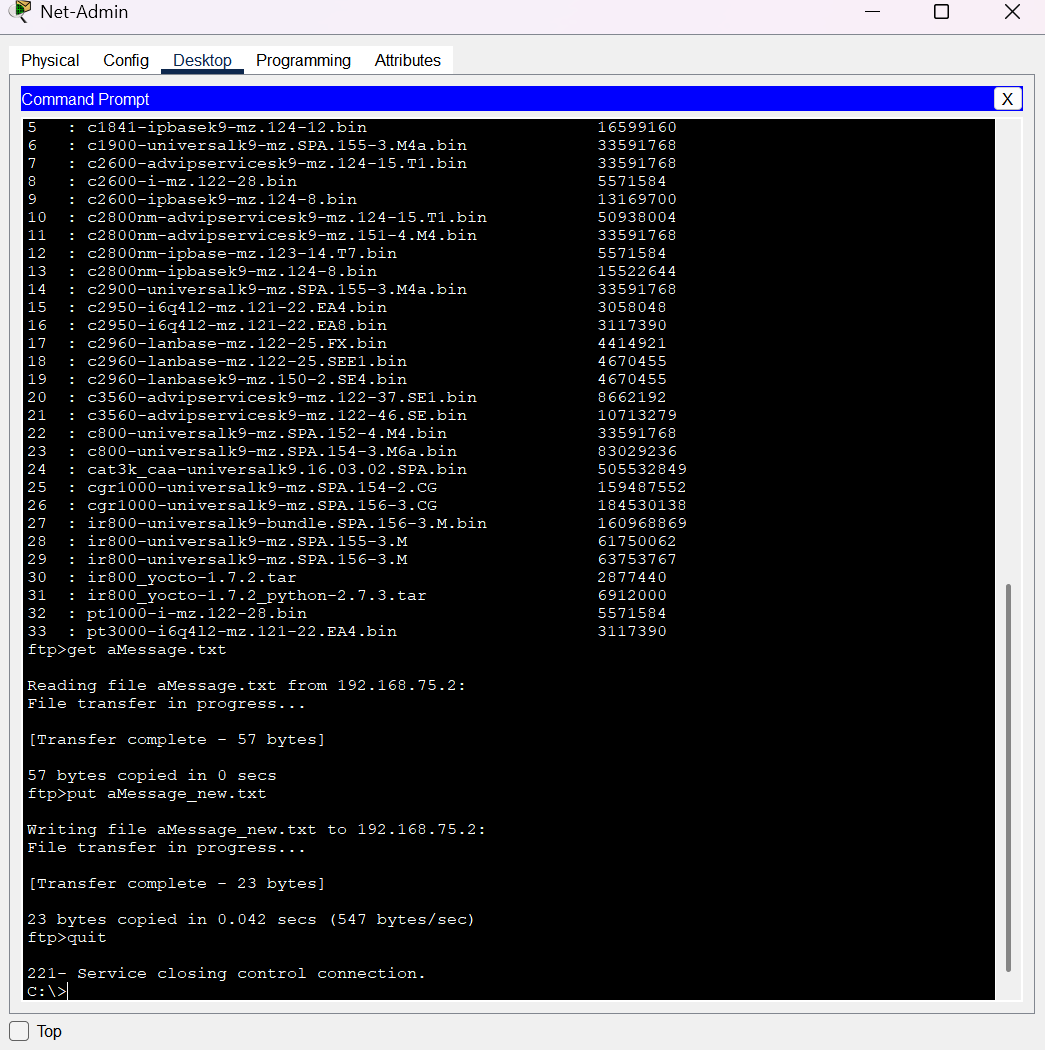 Net-Admin
Physical Config Desktop Programming Attributes
Command Prompt X
5 : c1841-ipbasek9-mz.124-12.bin 16599160
6 : c1900-universalk9-mz.SPA.155-3.M4a.bin 33591768
7 : c2600-advipservicesk9-mz.124-15.T1.bin 33591768
8 : c2600-i-mz.122-28.bin 5571584
9 : c2600-ipbasek9-mz.124-8.bin 13169700
10 : c2800nm-advipservicesk9-mz.124-15.T1.bin 50938004
11 : c2800nm-advipservicesk9-mz.151-4.M4.bin 33591768
12 : c2800nm-ipbase-mz.123-14.T7.bin 5571584
13 : c2800nm-ipbasek9-mz.124-8.bin 15522644
14 : c2900-universalk9-mz.SPA.155-3.M4a.bin 33591768
15 : c2950-i6q4l2-mz.121-22.EA4.bin 3058048
16 : c2950-i6q4l2-mz.121-22.EA8.bin 3117390
17 : c2960-lanbase-mz.122-25.FX.bin 4414921
18 : c2960-lanbase-mz.122-25.SEE1.bin 4670455
19 : c2960-lanbasek9-mz.150-2.SE4.bin 4670455
20 : c3560-advipservicesk9-mz.122-37.SE1.bin 8662192
21 : c3560-advipservicesk9-mz.122-46.SE.bin 10713279
22 : c800-universalk9-mz.SPA.152-4.M4.bin 33591768
23 : c800-universalk9-mz.SPA.154-3.M6a.bin 83029236
24 : cat3k_caa-universalk9.16.03.02.SPA.bin 505532849
25 : cgr1000-universalk9-mz.SPA.154-2.CG 159487552
26 : cgr1000-universalk9-mz.SPA.156-3.CG 184530138
27 : ir800-universalk9-bundle.SPA.156-3.M.bin 160968869
28 : ir800-universalk9-mz.SPA.155-3.M 61750062
29 : ir800-universalk9-mz.SPA.156-3.M 63753767
30 : ir800_yocto-1.7.2.tar 2877440
31 : ir800_yocto-1.7.2_python-2.7.3.tar 6912000
32 : pt1000-i-mz.122-28.bin 5571584
33 : pt3000-i6q4l2-mz.121-22.EA4.bin 3117390
ftp>get aMessage.txt
Reading file aMessage.txt from 192.168.75.2:
File transfer in progress...
[Transfer complete - 57 bytes]
57 bytes copied in 0 secs
ftp>put aMessage_new.txt
Writing file aMessage_new.txt to 192.168.75.2:
File transfer in progress...
[Transfer complete - 23 bytes]
23 bytes copied in 0.042 secs (547 bytes/sec)
ftp>quit
221- Service closing control connection.
C:\>
Top